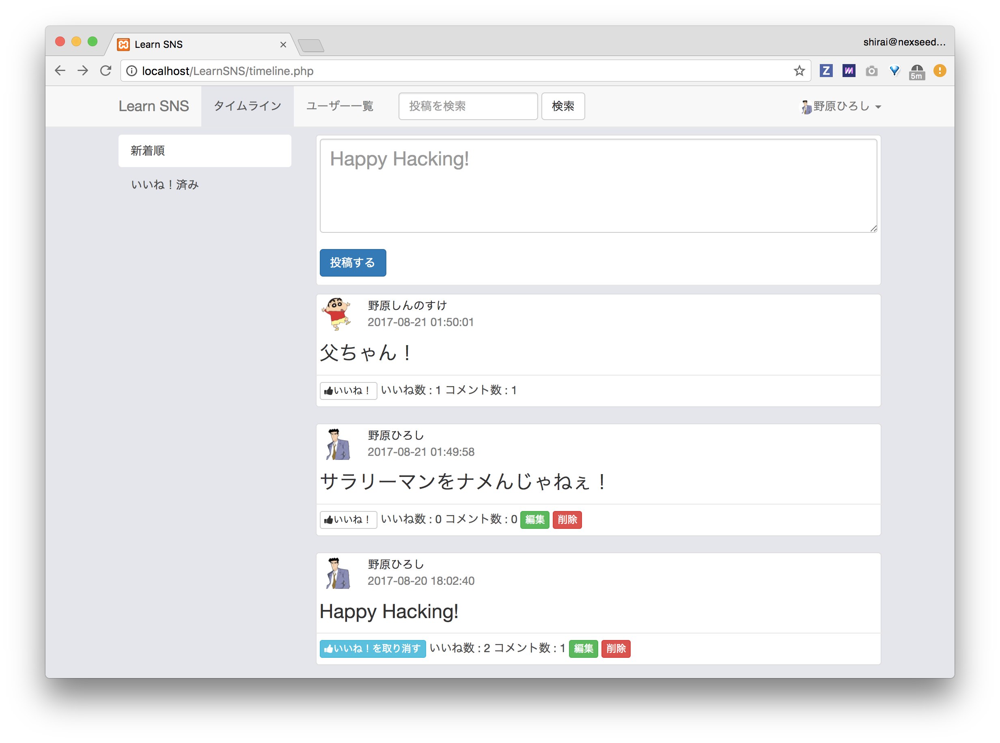 Learn SNS
shirai@nexseed...
localhost/LearnSNS/timeline.php
5m
Learn SNS タイムライン ユーザー一覧 投稿を検索 検索 野原ひろし
新着順
いいね！済み
Happy Hacking!
投稿する
野原しんのすけ
2017-08-21 01:50:01
父ちゃん！
いいね！ いいね数 : 1 コメント数 : 1
野原ひろし
2017-08-21 01:49:58
サラリーマンをナメんじゃねぇ！
いいね！ いいね数 : 0 コメント数 : 0 編集 削除
野原ひろし
2017-08-20 18:02:40
Happy Hacking!
いいね！を取り消す いいね数 : 2 コメント数 : 1 編集 削除